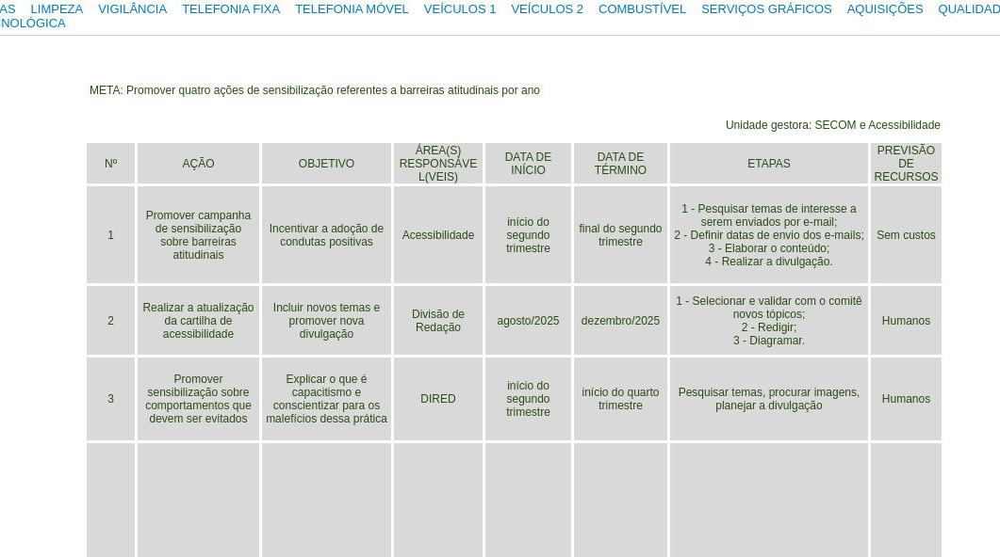 AS LIMPEZA VIGILÂNCIA TELEFONIA FIXA TELEFONIA MÓVEL VEÍCULOS 1 VEÍCULOS 2 COMBUSTÍVEL SERVIÇOS GRÁFICOS AQUISIÇÕES QUALIDAD
CNOLÓGICA
META: Promover quatro ações de sensibilização referentes a barreiras atitudinais por ano
Unidade gestora: SECOM e Acessibilidade
Nº
AÇÃO
OBJETIVO
ÁREA(S)
RESPONSÁVE
L(VEIS)
DATA DE
INÍCIO
DATA DE
TÉRMINO
ETAPAS
PREVISÃO
DE
RECURSOS
1
Promover campanha
de sensibilização
sobre barreiras
atitudinais
Incentivar a adoção de
condutas positivas
Acessibilidade
início do
segundo
trimestre
final do segundo
trimestre
1 - Pesquisar temas de interesse a
serem enviados por e-mail;
2 - Definir datas de envio dos e-mails;
3 - Elaborar o conteúdo;
4 - Realizar a divulgação.
Sem custos
2
Realizar a atualização
da cartilha de
acessibilidade
Incluir novos temas e
promover nova
divulgação
Divisão de
Redação
agosto/2025
dezembro/2025
1 - Selecionar e validar com o comitê
novos tópicos;
2 - Redigir;
3 - Diagramar.
Humanos
3
Promover
sensibilização sobre
comportamentos que
devem ser evitados
Explicar o que é
capacitismo e
conscientizar para os
malefícios dessa prática
DIRED
início do
segundo
trimestre
início do quarto
trimestre
Pesquisar temas, procurar imagens,
planejar a divulgação
Humanos